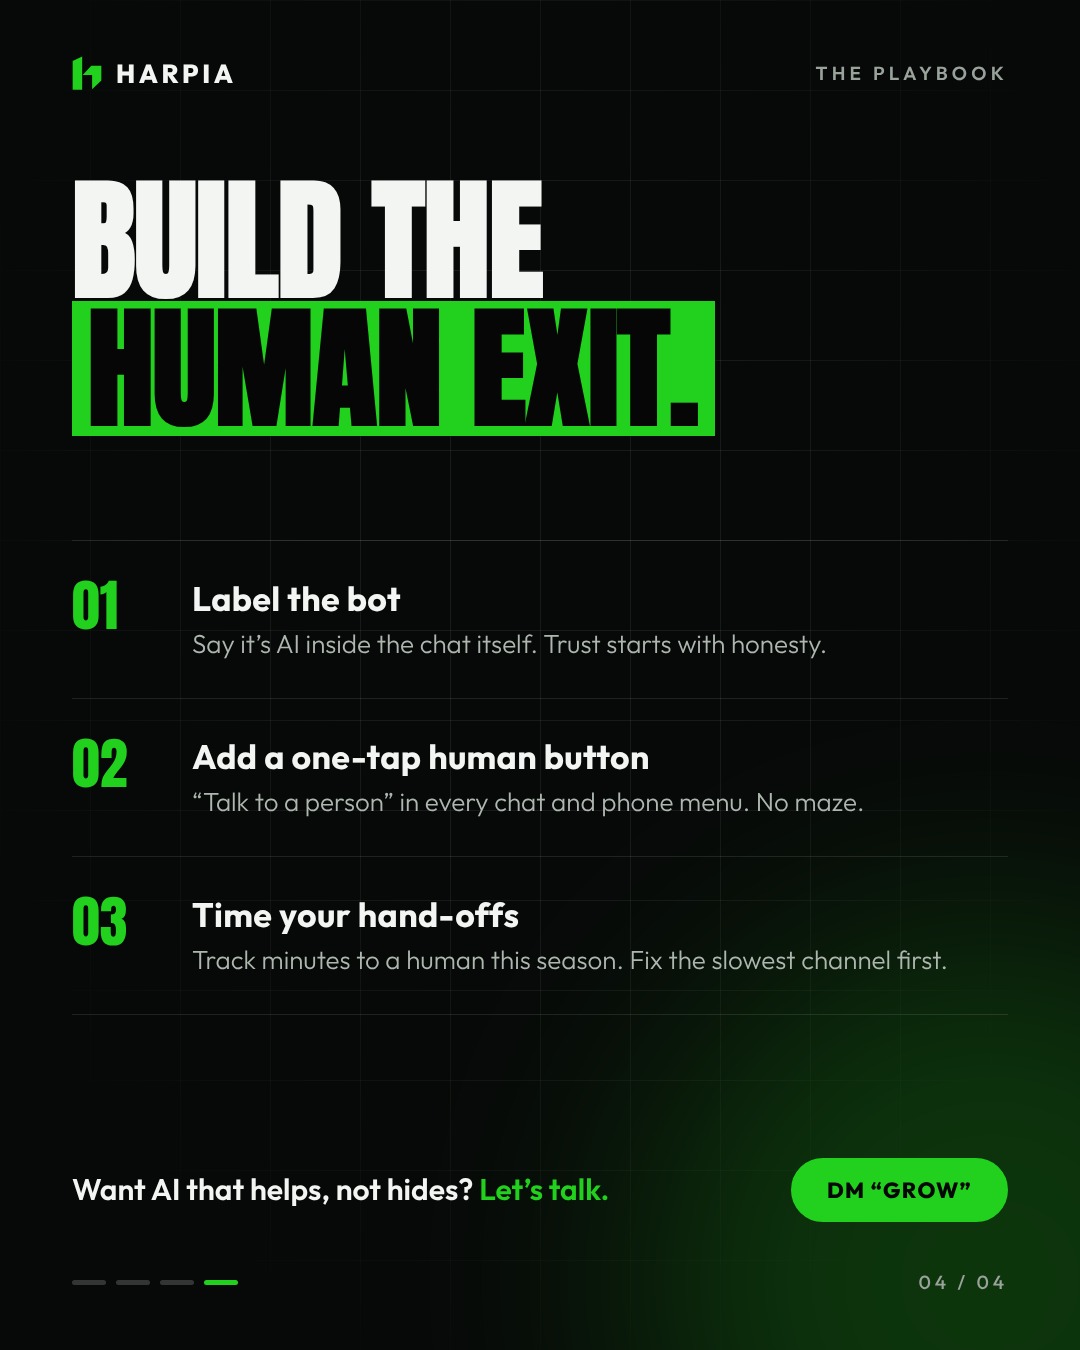 HARPIA
THE PLAYBOOK
BUILD THE
HUMAN EXIT.
01
Label the bot
Say it’s AI inside the chat itself. Trust starts with honesty.
02
Add a one-tap human button
“Talk to a person” in every chat and phone menu. No maze.
03
Time your hand-offs
Track minutes to a human this season. Fix the slowest channel first.
Want AI that helps, not hides? Let’s talk.
DM “GROW”
04 / 04